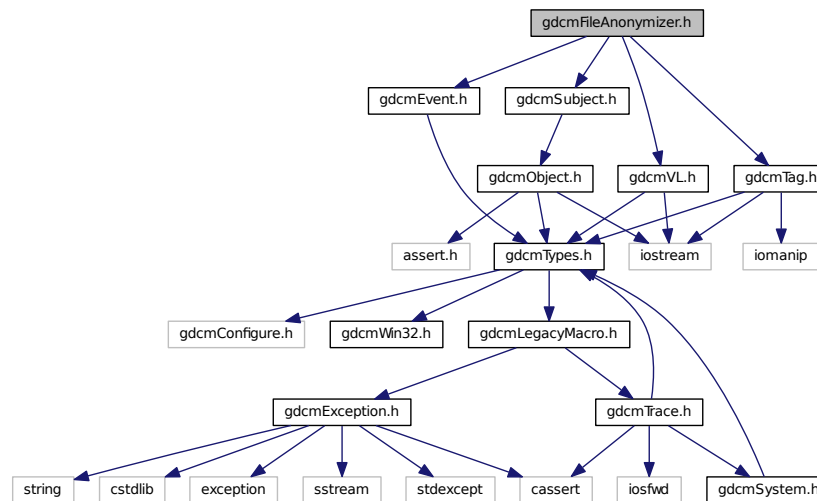 gdcmFileAnonymizer.h
gdcmEvent.h
gdcmSubject.h
gdcmObject.h
gdcmVL.h
gdcmTag.h
assert.h
gdcmTypes.h
iostream
iomanip
gdcmConfigure.h
gdcmWin32.h
gdcmLegacyMacro.h
gdcmException.h
gdcmTrace.h
string
cstdlib
exception
sstream
stdexcept
cassert
iosfwd
gdcmSystem.h